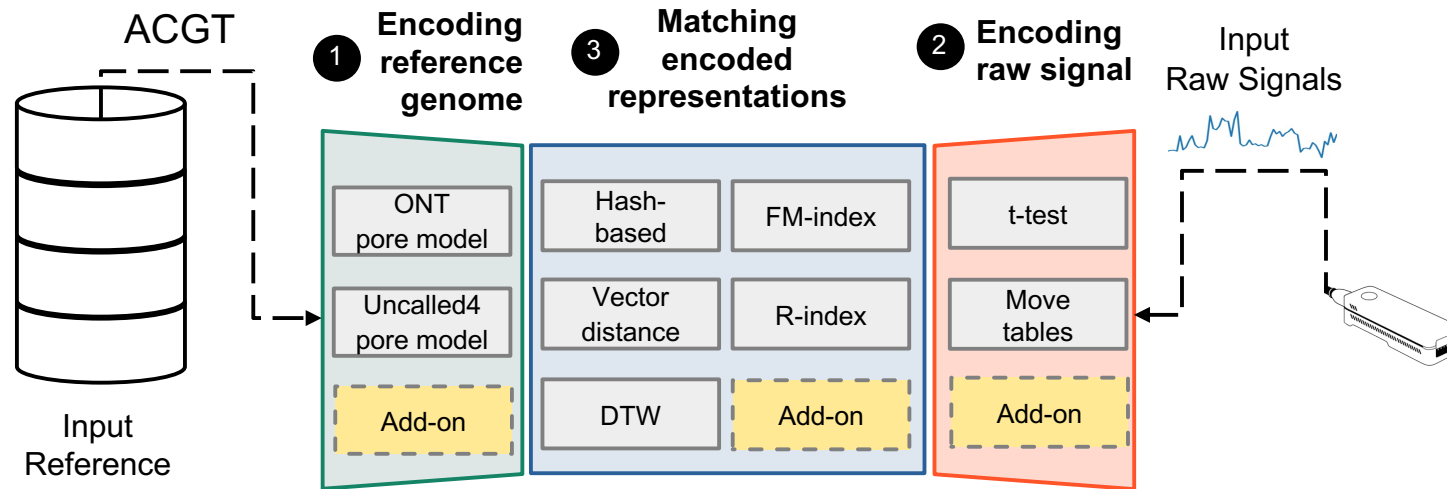 ACGT
1
Encoding
reference
genome
3
Matching
encoded
representations
2
Encoding
raw signal
Input
Raw Signals
ONT
pore model
Uncalled4
pore model
Add-on
Hash-
based
FM-index
Vector
distance
R-index
DTW
Add-on
t-test
Move
tables
Add-on
Input
Reference